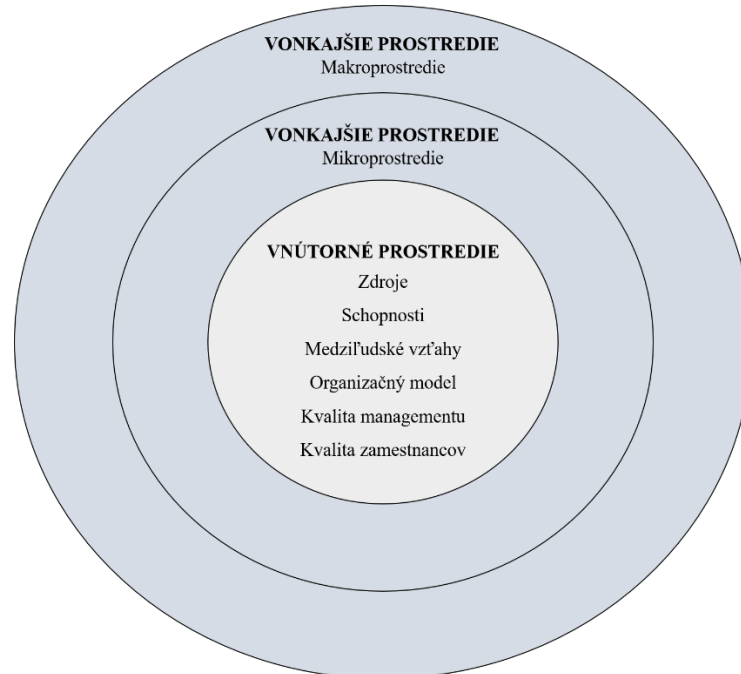 VONKAJŠIE PROSTREDIE
Makroprostredie
VONKAJŠIE PROSTREDIE
Mikroprostredie
VNÚTORNÉ PROSTREDIE
Zdroje
Schopnosti
Medziľudské vzťahy
Organizačný model
Kvalita managementu
Kvalita zamestnancov